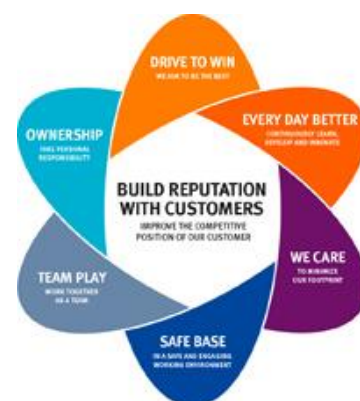 DRIVE TO WIN
WE AIM TO BE THE BEST
EVERY DAY BETTER
CONTINUOUSLY LEARN,
DEVELOP AND INNOVATE
OWNERSHIP
FEEL PERSONAL
RESPONSIBILITY
BUILD REPUTATION
WITH CUSTOMERS
IMPROVE THE COMPETITIVE
POSITION OF OUR CUSTOMER
WE CARE
TO MINIMIZE
OUR FOOTPRINT
TEAM PLAY
WORK TOGETHER
AS A TEAM
SAFE BASE
IN A SAFE AND ENGAGING
WORKING ENVIRONMENT